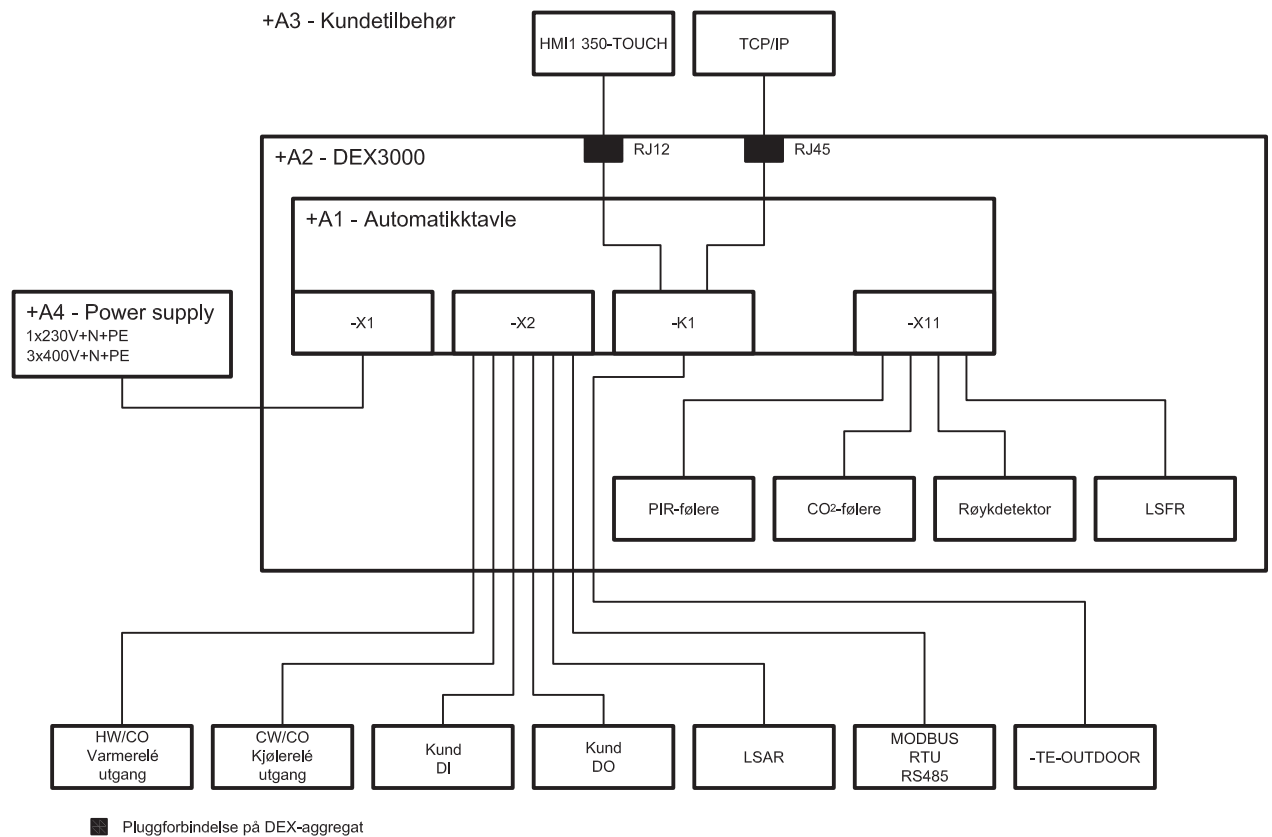 +A3 - Kundetilbehør
HMI1 350-TOUCH
TCP/IP
+A2 - DEX3000
RJ12
RJ45
+A1 - Automatikktavle
+A4 - Power supply
1x230V+N+PE
3x400V+N+PE
-X1
-X2
-K1
-X11
PIR-følere
CO²-følere
Røykdetektor
LSFR
HW/CO
Varmerelé
utgang
CW/CO
Kjølerelé
utgang
Kund
DI
Kund
DO
LSAR
MODBUS
RTU
RS485
-TE-OUTDOOR
Pluggforbindelse på DEX-aggregat